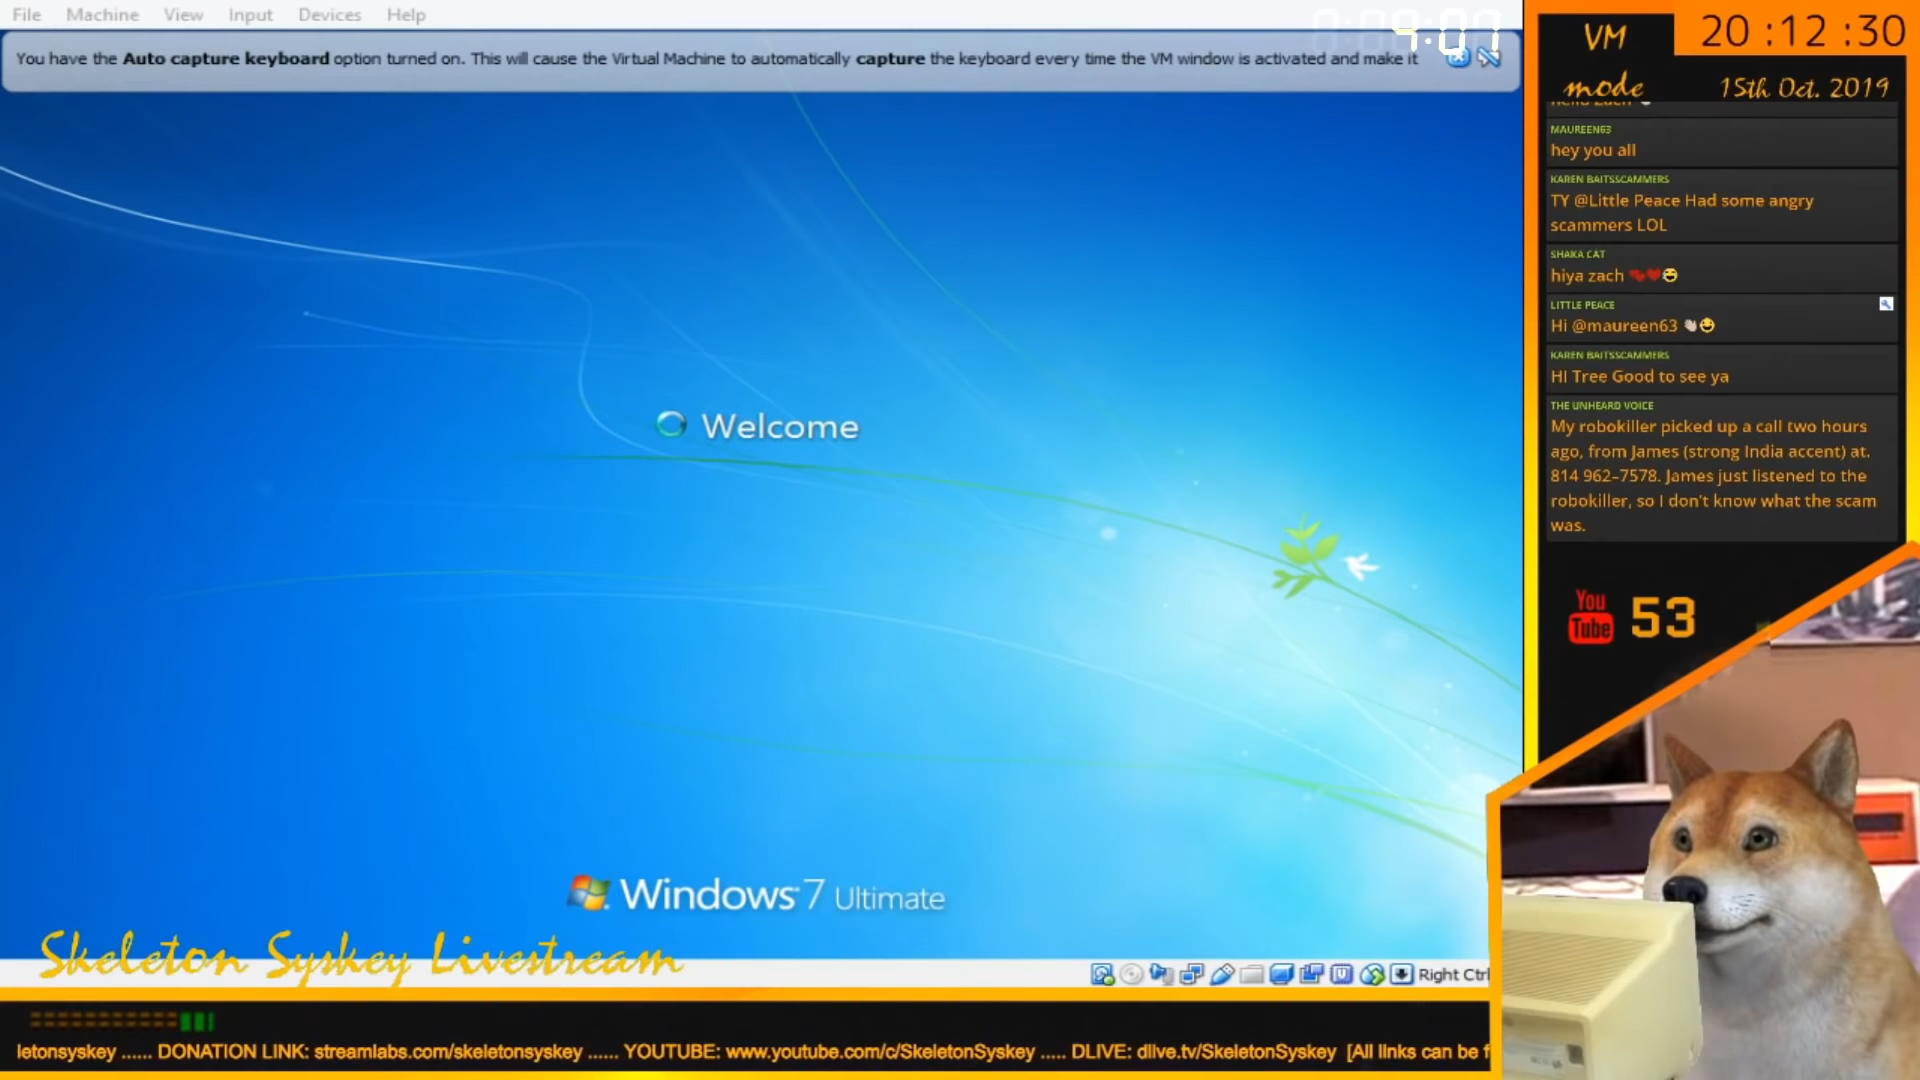 File Machine View Input Devices Help
You have the Auto capture keyboard option turned on. This will cause the Virtual Machine to automatically capture the keyboard every time the VM window is activated and make it
Welcome
Windows 7 Ultimate
Skeleton Syskey Livestream
Right Ctrl
letonsyskey ...... DONATION LINK: streamlabs.com/skeletonsyskey ...... YOUTUBE: www.youtube.com/c/SkeletonSyskey ..... DLIVE: dlive.tv/SkeletonSyskey [All links can be f
VM
mode
20 :12 :30
15th Oct. 2019
MAUREEN63
hey you all
KAREN BAITSSCAMMERS
TY @Little Peace Had some angry
scammers LOL
SHAKA CAT
hiya zach
LITTLE PEACE
Hi @maureen63
KAREN BAITSSCAMMERS
HI Tree Good to see ya
THE UNHEARD VOICE
My robokiller picked up a call two hours
ago, from James (strong India accent) at.
814 962-7578. James just listened to the
robokiller, so I don't know what the scam
was.
You
Tube
53